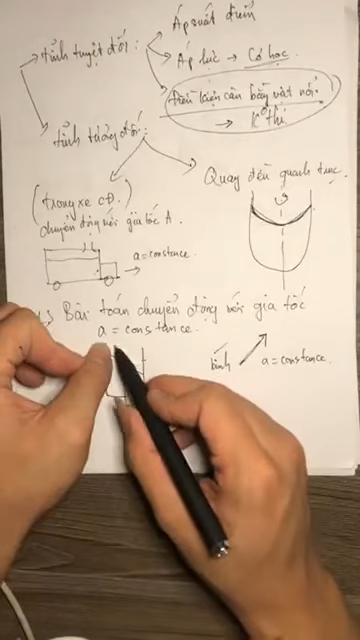 Áp suất điểm
tĩnh tuyệt đối :
Áp lực → Cơ học.
Điều kiện cân bằng vật nổi.
→ K° thi
tĩnh tương đối :
Quay đều quanh trục.
(trong xe CĐ.)
chuyển động với gia tốc A.
a = constance.
Bài toán chuyển động với gia tốc
a = constance.
bình
a = constance.